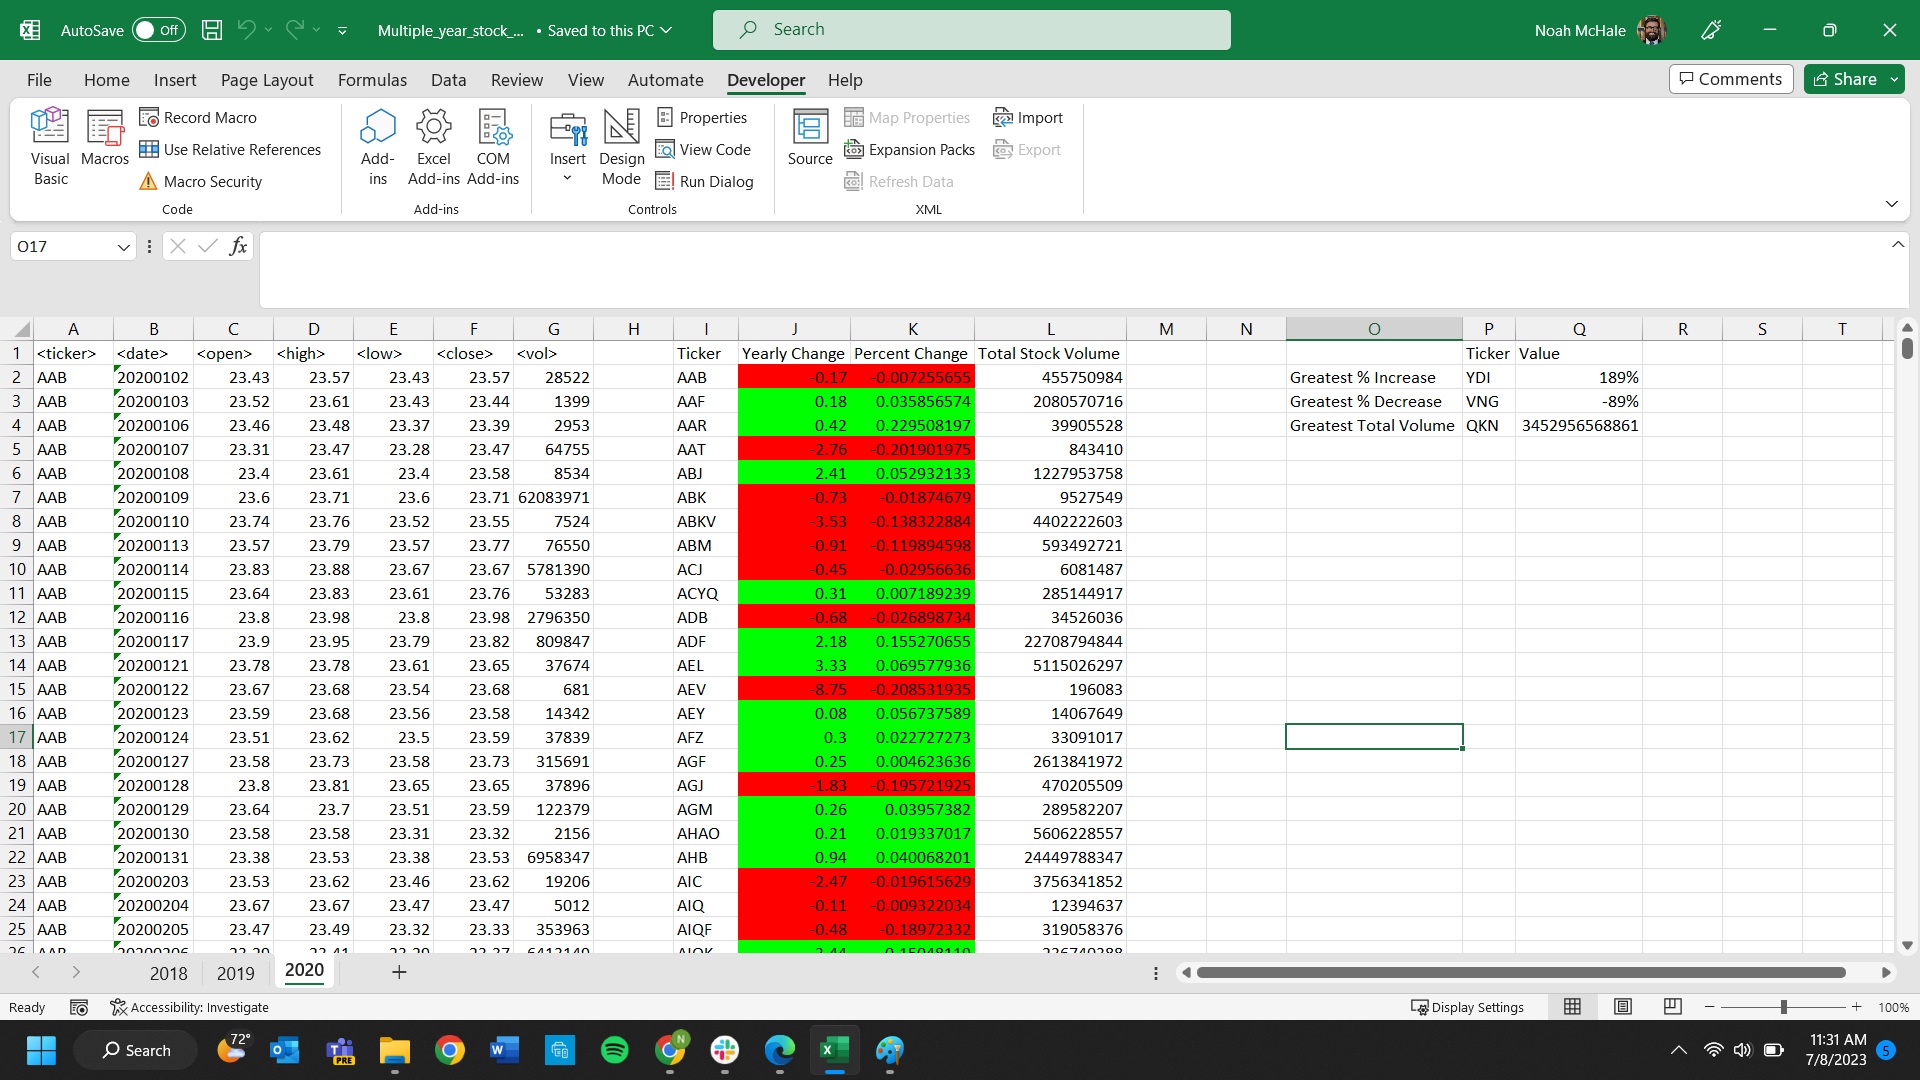 AutoSave Off Multiple_year_stock_... • Saved to this PC Search Noah McHale
File Home Insert Page Layout Formulas Data Review View Automate Developer Help Comments Share
Visual Basic Macros Record Macro Use Relative References Macro Security Code
Add-ins Excel Add-ins COM Add-ins Add-ins
Insert Design Mode Properties View Code Run Dialog Controls
Source Map Properties Expansion Packs Refresh Data Import Export XML
O17 fx
A B C D E F G H I J K L M N O P Q R S T
1 <ticker> <date> <open> <high> <low> <close> <vol> Ticker Yearly Change Percent Change Total Stock Volume Ticker Value
2 AAB 20200102 23.43 23.57 23.43 23.57 28522 AAB -0.17 -0.007255655 455750984 Greatest % Increase YDI 189%
3 AAB 20200103 23.52 23.61 23.43 23.44 1399 AAF 0.18 0.035856574 2080570716 Greatest % Decrease VNG -89%
4 AAB 20200106 23.46 23.48 23.37 23.39 2953 AAR 0.42 0.229508197 39905528 Greatest Total Volume QKN 3452956568861
5 AAB 20200107 23.31 23.47 23.28 23.47 64755 AAT -2.76 -0.201901975 843410
6 AAB 20200108 23.4 23.61 23.4 23.58 8534 ABJ 2.41 0.052932133 1227953758
7 AAB 20200109 23.6 23.71 23.6 23.71 62083971 ABK -0.73 -0.01874679 9527549
8 AAB 20200110 23.74 23.76 23.52 23.55 7524 ABKV -3.53 -0.138322884 4402222603
9 AAB 20200113 23.57 23.79 23.57 23.77 76550 ABM -0.91 -0.119894598 593492721
10 AAB 20200114 23.83 23.88 23.67 23.67 5781390 ACJ -0.45 -0.02956636 6081487
11 AAB 20200115 23.64 23.83 23.61 23.76 53283 ACYQ 0.31 0.007189239 285144917
12 AAB 20200116 23.8 23.98 23.8 23.98 2796350 ADB -0.68 -0.026898734 34526036
13 AAB 20200117 23.9 23.95 23.79 23.82 809847 ADF 2.18 0.155270655 22708794844
14 AAB 20200121 23.78 23.78 23.61 23.65 37674 AEL 3.33 0.069577936 5115026297
15 AAB 20200122 23.67 23.68 23.54 23.68 681 AEV -8.75 -0.208531935 196083
16 AAB 20200123 23.59 23.68 23.56 23.58 14342 AEY 0.08 0.056737589 14067649
17 AAB 20200124 23.51 23.62 23.5 23.59 37839 AFZ 0.3 0.022727273 33091017
18 AAB 20200127 23.58 23.73 23.58 23.73 315691 AGF 0.25 0.004623636 2613841972
19 AAB 20200128 23.8 23.81 23.65 23.65 37896 AGJ -1.83 -0.195721925 470205509
20 AAB 20200129 23.64 23.7 23.51 23.59 122379 AGM 0.26 0.03957382 289582207
21 AAB 20200130 23.58 23.58 23.31 23.32 2156 AHAO 0.21 0.019337017 5606228557
22 AAB 20200131 23.38 23.53 23.38 23.53 6958347 AHB 0.94 0.040068201 24449788347
23 AAB 20200203 23.53 23.62 23.46 23.62 19206 AIC -2.47 -0.019615629 3756341852
24 AAB 20200204 23.67 23.67 23.47 23.47 5012 AIQ -0.11 -0.009322034 12394637
25 AAB 20200205 23.47 23.49 23.32 23.33 353963 AIQF -0.48 -0.18972332 319058376
2018 2019 2020
Ready Accessibility: Investigate Display Settings 100%
Search 72° PRE N 11:31 AM 5
7/8/2023